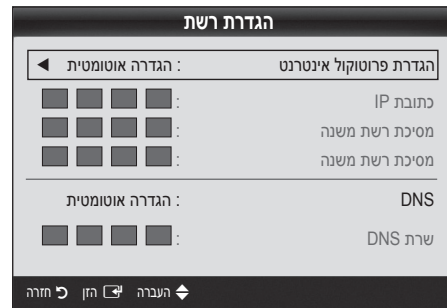 הגדרת רשת
הגדרת פרוטוקול אינטרנט : הגדרה אוטומטית ◀
כתובת IP :
מסיכת רשת משנה :
מסיכת רשת משנה :
DNS : הגדרה אוטומטית
שרת DNS :
העברה הזן חזרה